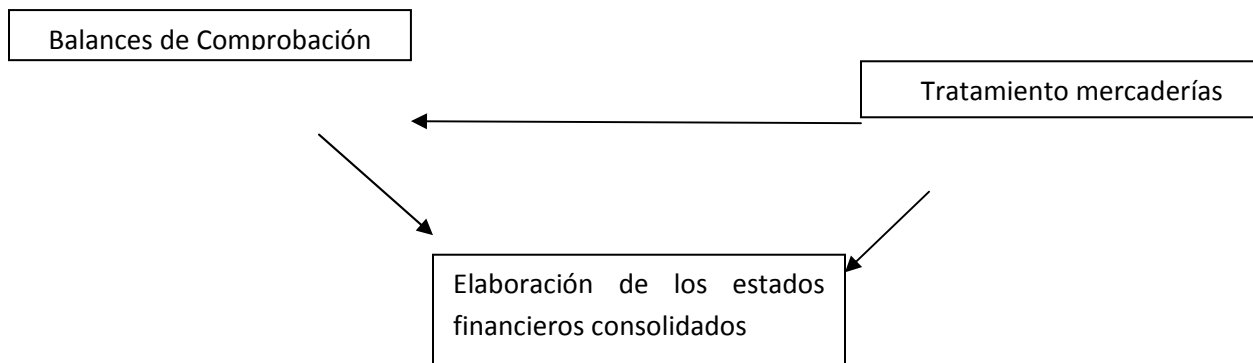 Balances de Comprobación
Tratamiento mercaderías
Elaboración de los estados
financieros consolidados